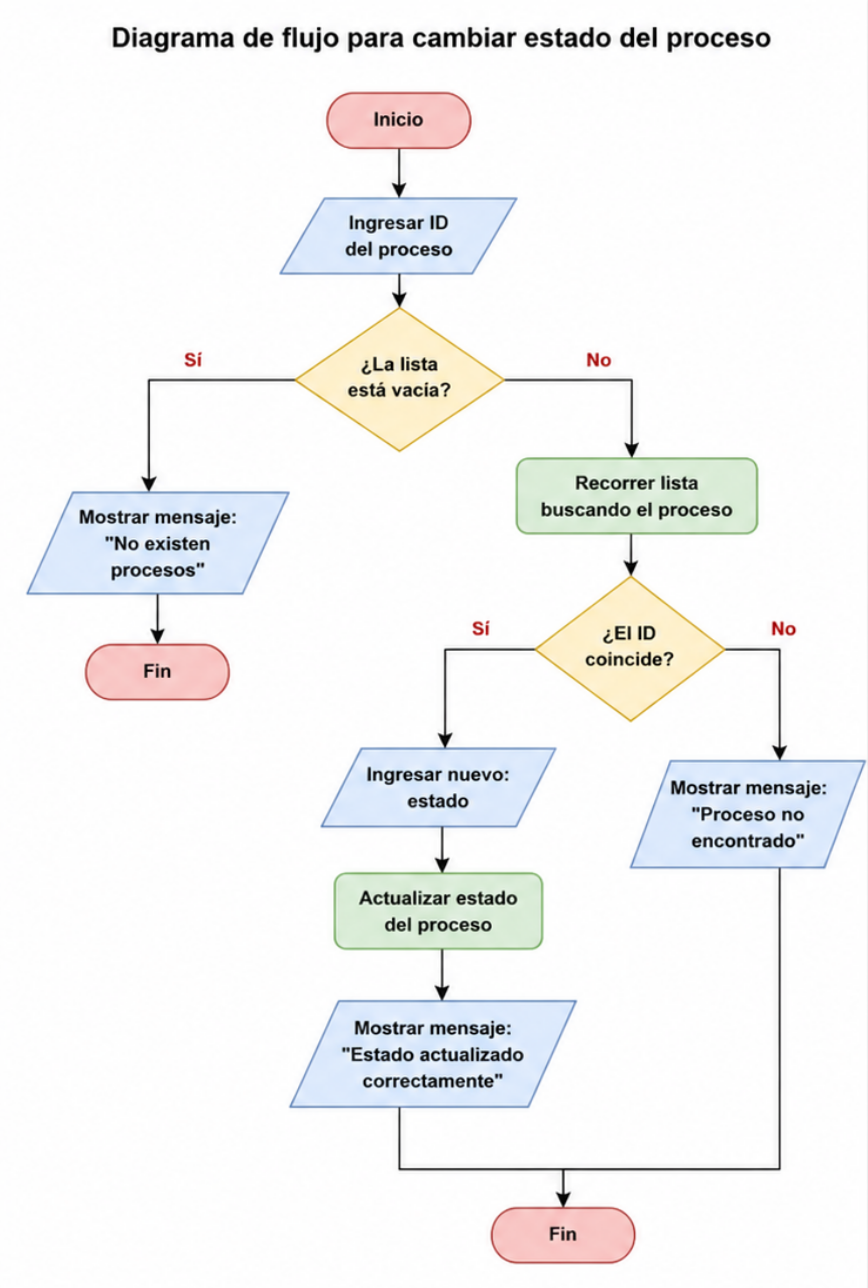 Diagrama de flujo para cambiar estado del proceso
Inicio
Ingresar ID
del proceso
¿La lista
está vacía?
Sí
No
Mostrar mensaje:
"No existen
procesos"
Fin
Recorrer lista
buscando el proceso
¿El ID
coincide?
Sí
No
Ingresar nuevo:
estado
Mostrar mensaje:
"Proceso no
encontrado"
Actualizar estado
del proceso
Mostrar mensaje:
"Estado actualizado
correctamente"
Fin